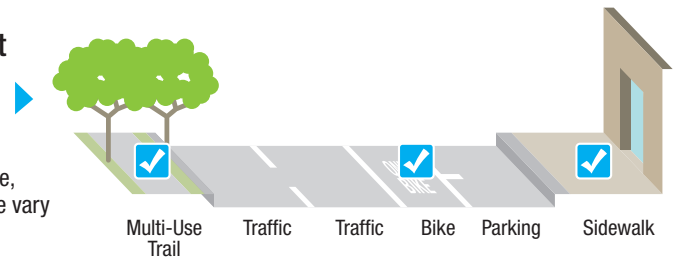 t
e,
e vary
BIKE
Multi-Use
Trail
Traffic
Traffic
Bike
Parking
Sidewalk